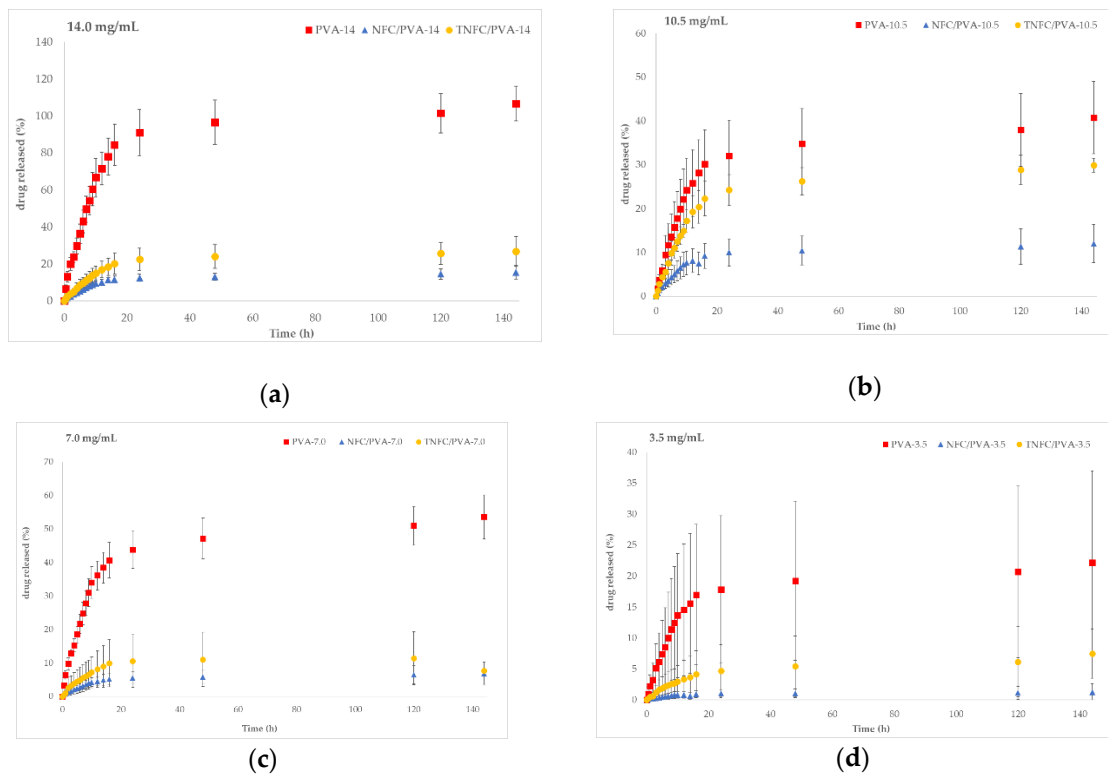 14.0 mg/mL
PVA-14 NFC/PVA-14 TNFC/PVA-14
drug released (%)
140
120
100
80
60
40
20
0
0 20 40 60 80 100 120 140
Time (h)
(a)
10.5 mg/mL
PVA-10.5 NFC/PVA-10.5 TNFC/PVA-10.5
drug released (%)
60
50
40
30
20
10
0
0 20 40 60 80 100 120 140
Time (h)
(b)
7.0 mg/mL
PVA-7.0 NFC/PVA-7.0 TNFC/PVA-7.0
drug released (%)
70
60
50
40
30
20
10
0
0 20 40 60 80 100 120 140
Time (h)
(c)
3.5 mg/mL
PVA-3.5 NFC/PVA-3.5 TNFC/PVA-3.5
drug released (%)
40
35
30
25
20
15
10
5
0
0 20 40 60 80 100 120 140
Time (h)
(d)